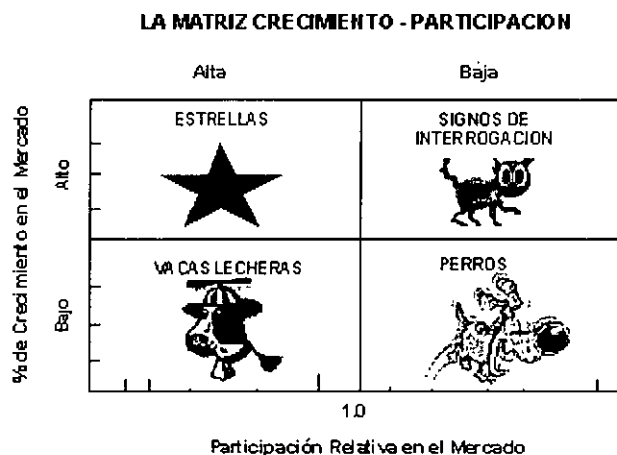 LA MATRIZ CRECIMIENTO - PARTICIPACION
Alta
Baja
% de Crecimiento en el Mercado
Alto
Bajo
ESTRELLAS
SIGNOS DE
INTERROGACION
VACAS LECHERAS
PERROS
1.0
Participación Relativa en el Mercado